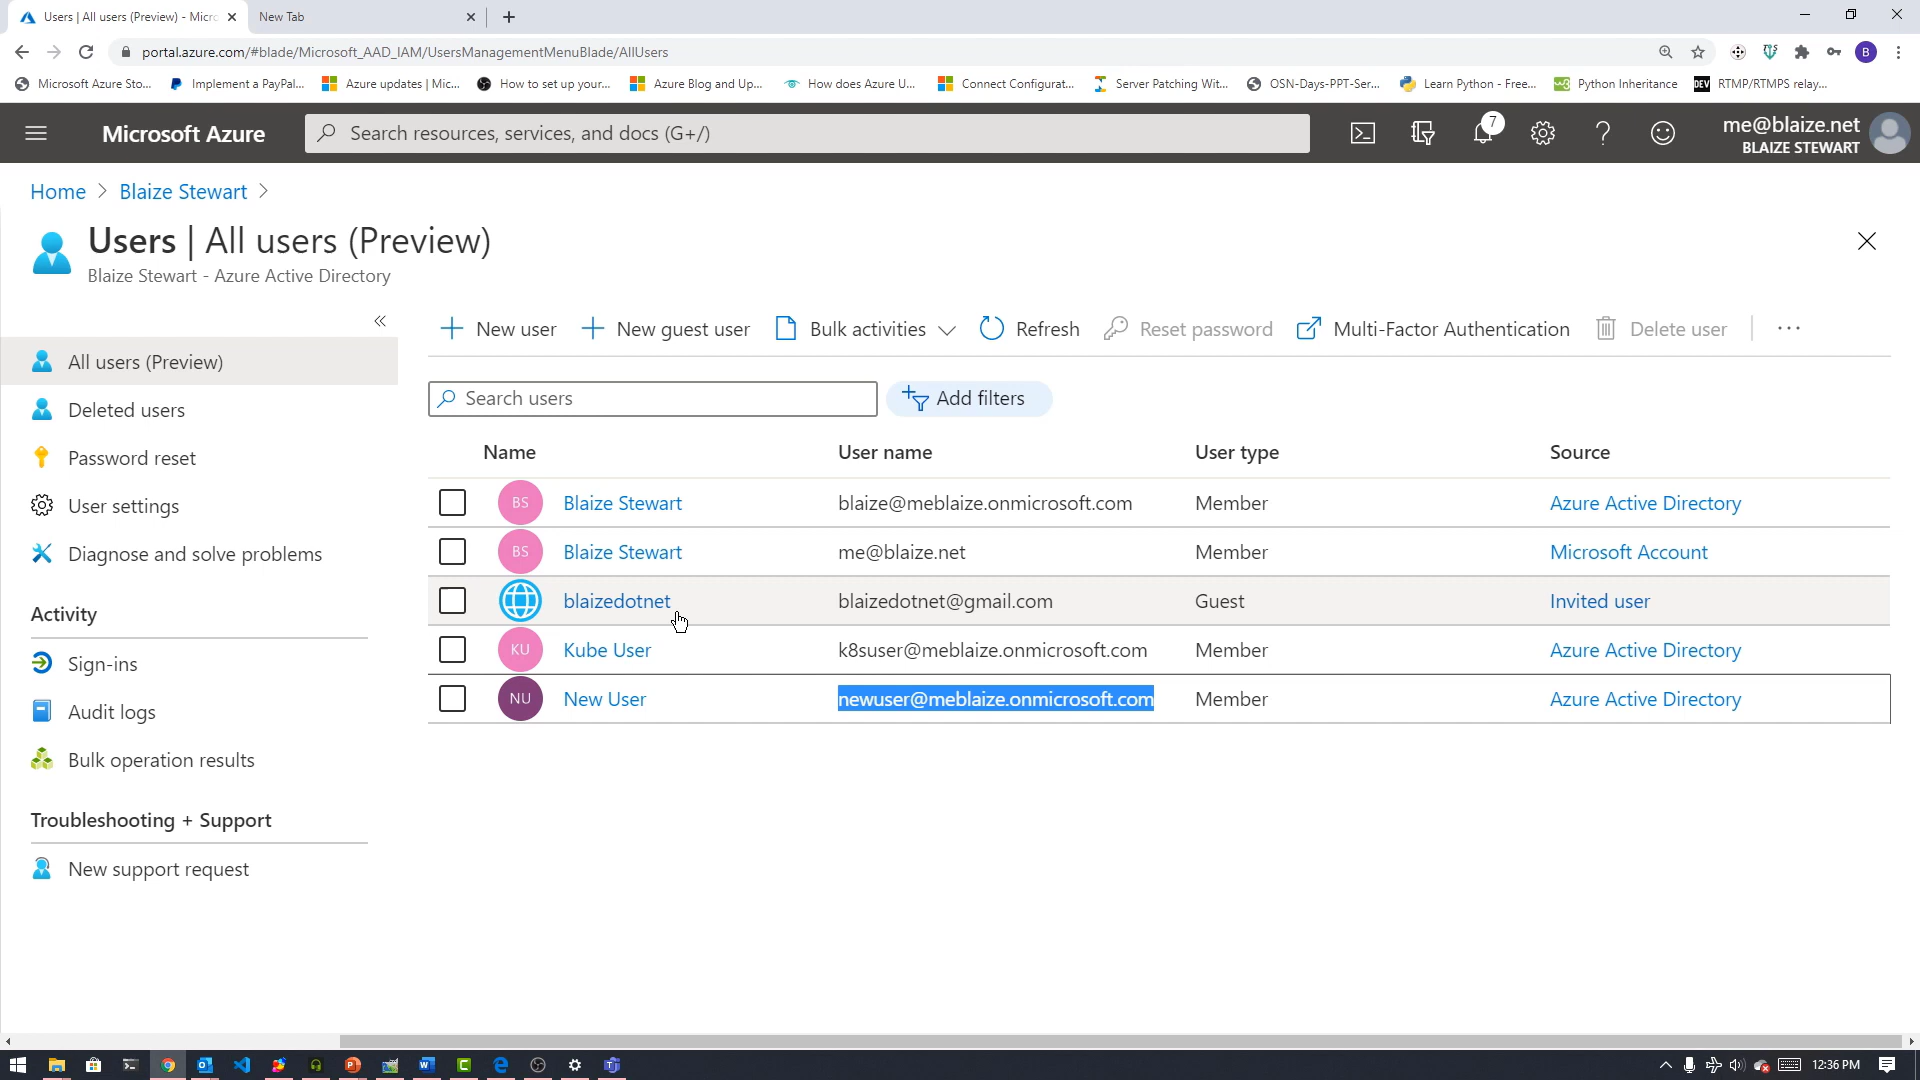 Users | All users (Preview) - Micro
New Tab
portal.azure.com/#blade/Microsoft_AAD_IAM/UsersManagementMenuBlade/AllUsers
B
Microsoft Azure Sto...
Implement a PayPal...
Azure updates | Mic...
How to set up your...
Azure Blog and Up...
How does Azure U...
Connect Configurat...
Server Patching Wit...
OSN-Days-PPT-Ser...
Learn Python - Free...
Python Inheritance
DEV
RTMP/RTMPS relay...
Microsoft Azure
Search resources, services, and docs (G+/)
7
me@blaize.net
BLAIZE STEWART
Home > Blaize Stewart >
Users | All users (Preview)
Blaize Stewart - Azure Active Directory
All users (Preview)
Deleted users
Password reset
User settings
Diagnose and solve problems
Activity
Sign-ins
Audit logs
Bulk operation results
Troubleshooting + Support
New support request
New user
New guest user
Bulk activities
Refresh
Reset password
Multi-Factor Authentication
Delete user
Search users
Add filters
Name User name User type Source
BS Blaize Stewart blaize@meblaize.onmicrosoft.com Member Azure Active Directory
BS Blaize Stewart me@blaize.net Member Microsoft Account
blaizedotnet blaizedotnet@gmail.com Guest Invited user
KU Kube User k8suser@meblaize.onmicrosoft.com Member Azure Active Directory
NU New User newuser@meblaize.onmicrosoft.com Member Azure Active Directory
12:36 PM